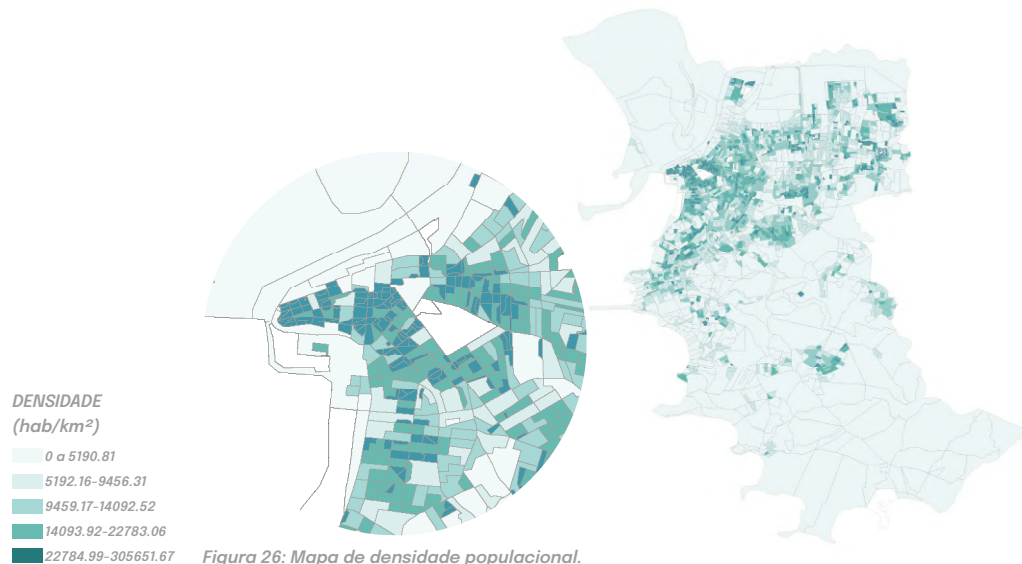 DENSIDADE
(hab/km²)
0 a 5190.81
5192.16-9456.31
9459.17-14092.52
14093.92-22783.06
22784.99-305651.67
Figura 26: Mapa de densidade populacional.